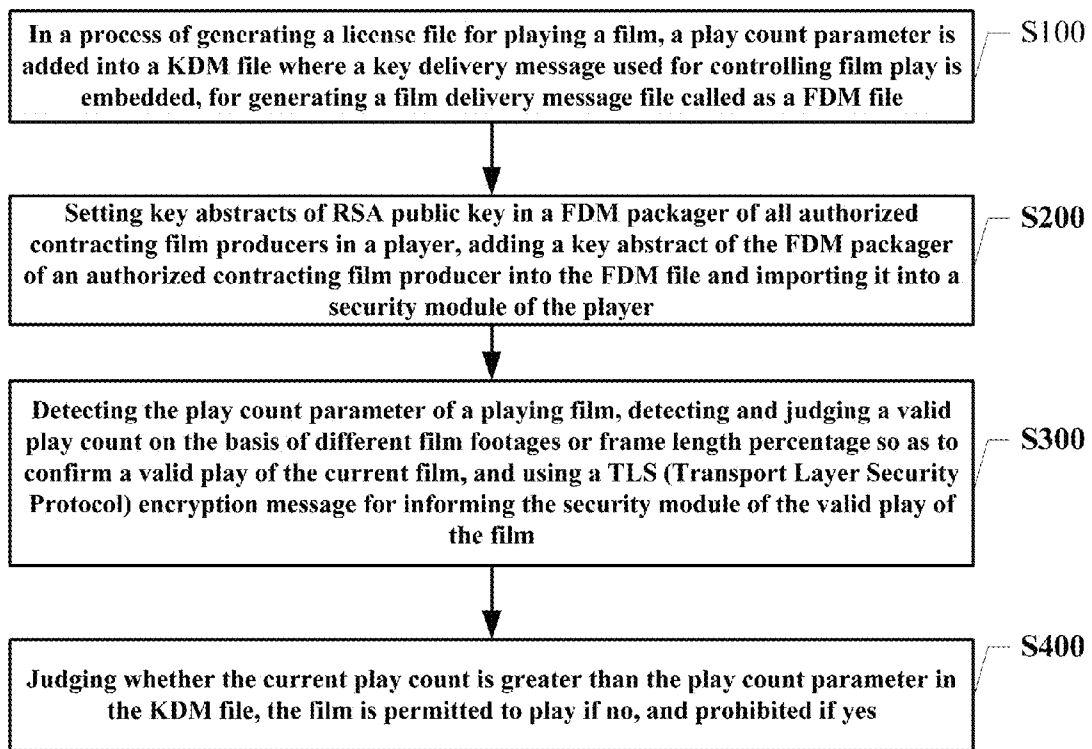 In a process of generating a license file for playing a film, a play count parameter is
added into a KDM file where a key delivery message used for controlling film play is
embedded, for generating a film delivery message file called as a FDM file
S100
Setting key abstracts of RSA public key in a FDM packager of all authorized
contracting film producers in a player, adding a key abstract of the FDM packager
of an authorized contracting film producer into the FDM file and importing it into a
security module of the player
S200
Detecting the play count parameter of a playing film, detecting and judging a valid
play count on the basis of different film footages or frame length percentage so as to
confirm a valid play of the current film, and using a TLS (Transport Layer Security
Protocol) encryption message for informing the security module of the valid play of
the film
S300
Judging whether the current play count is greater than the play count parameter in
the KDM file, the film is permitted to play if no, and prohibited if yes
S400